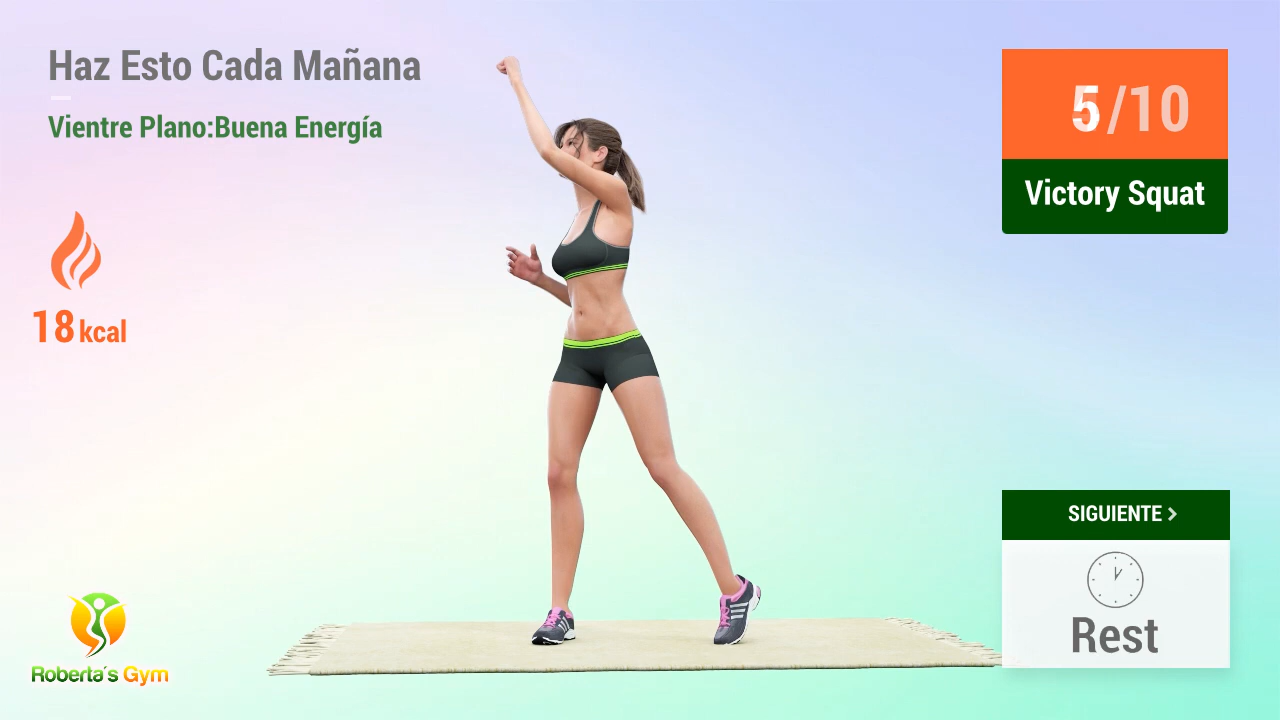 Haz Esto Cada Mañana
Vientre Plano:Buena Energía
5/10
Victory Squat
18 kcal
SIGUIENTE >
Rest
Roberta´s Gym